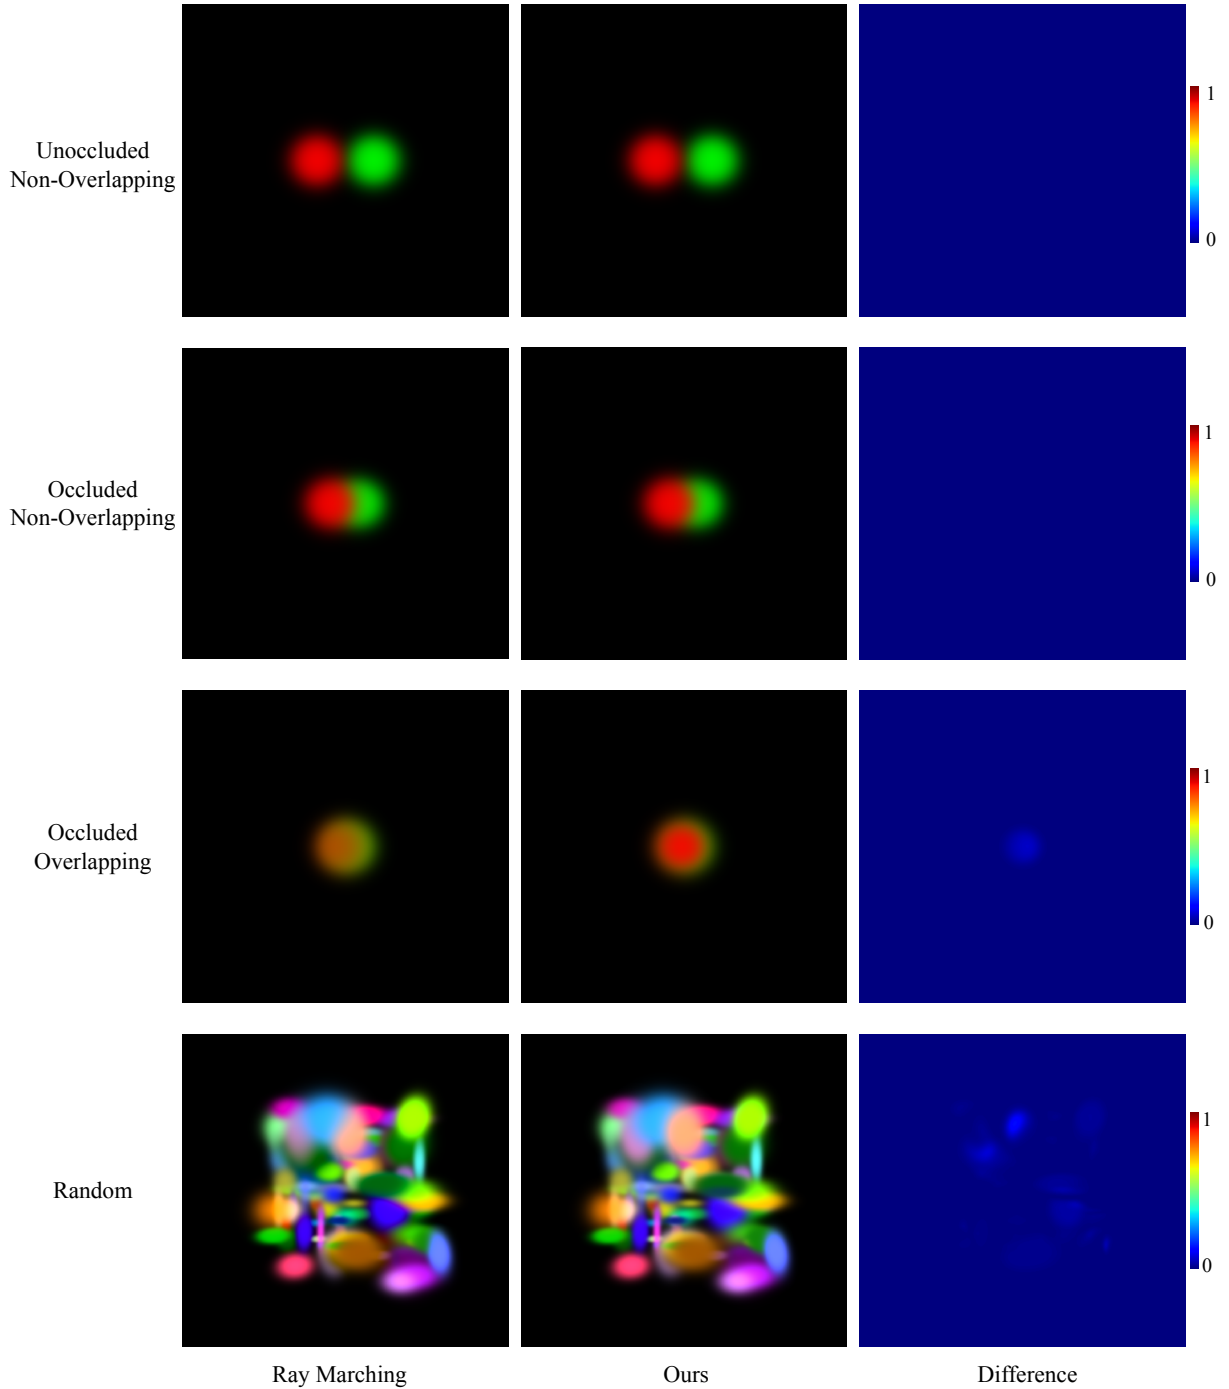 1
Unoccluded
Non-Overlapping
0
1
Occluded
Non-Overlapping
0
1
Occluded
Overlapping
0
1
Random
0
Ray Marching
Ours
Difference